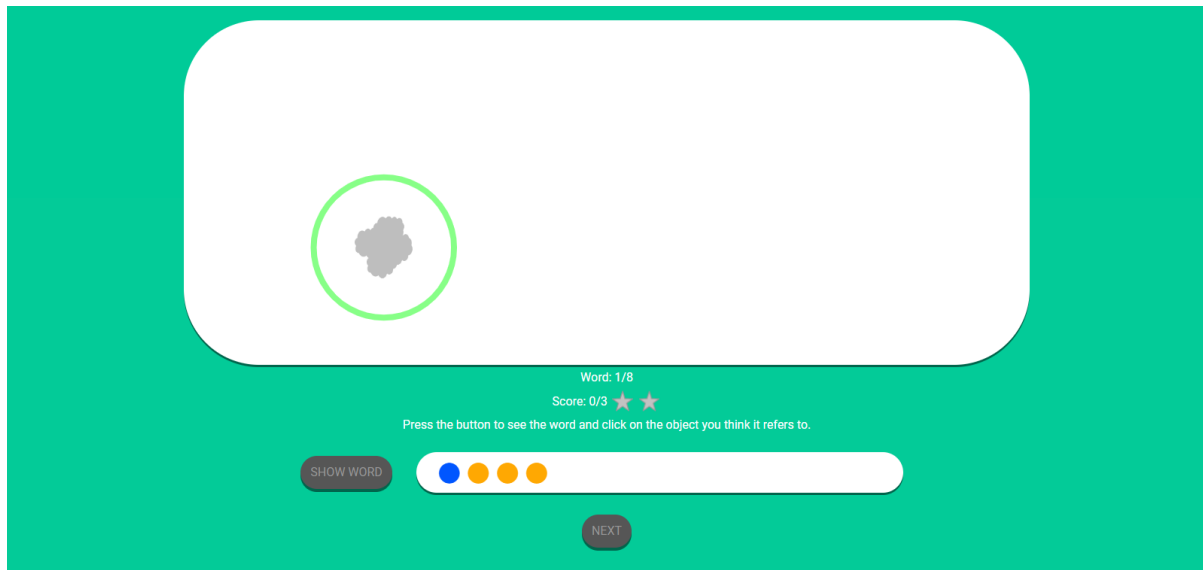 Word: 1/8
Score: 0/3
Press the button to see the word and click on the object you think it refers to.
SHOW WORD
NEXT